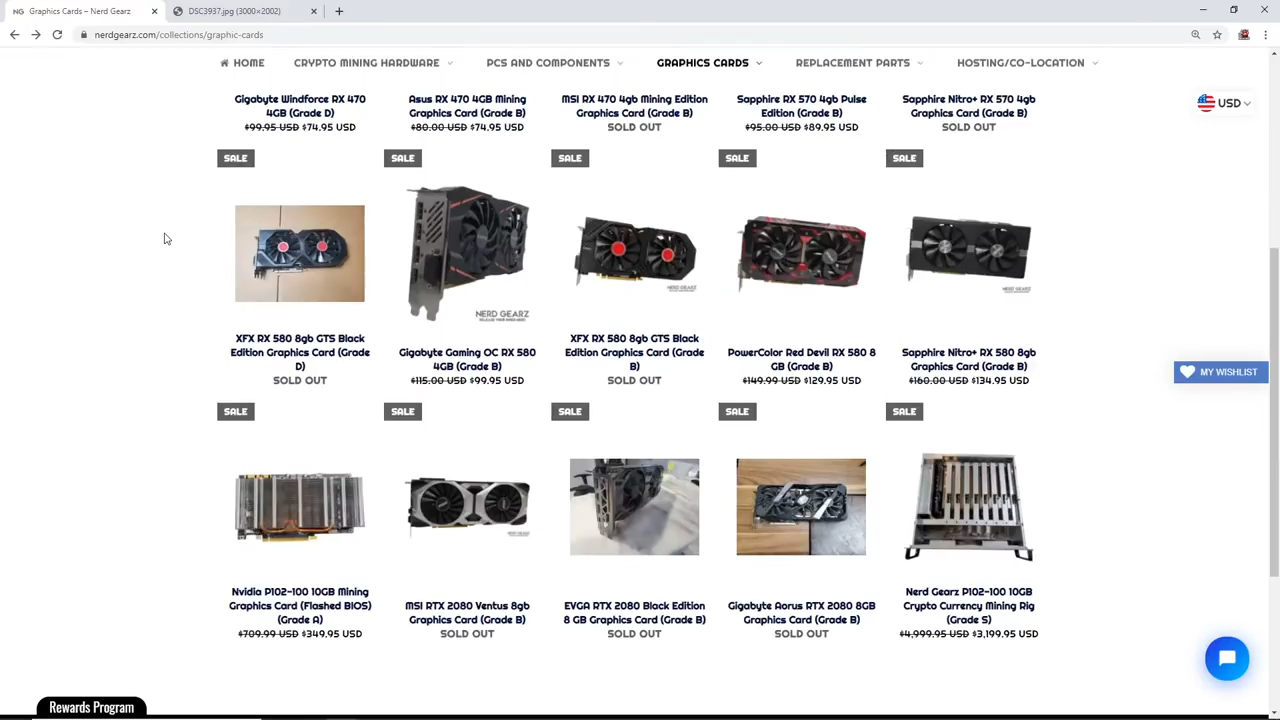 NG Graphics Cards – Nerd Gearz
DSC3937.jpg (3000×2002)
nerdgearz.com/collections/graphic-cards
HOME CRYPTO MINING HARDWARE PCS AND COMPONENTS GRAPHICS CARDS REPLACEMENT PARTS HOSTING/CO-LOCATION
USD
Gigabyte Windforce RX 470
4GB (Grade D)
$99.95 USD $74.95 USD
Asus RX 470 4GB Mining
Graphics Card (Grade B)
$80.00 USD $74.95 USD
MSI RX 470 4gb Mining Edition
Graphics Card (Grade B)
SOLD OUT
Sapphire RX 570 4gb Pulse
Edition (Grade B)
$95.00 USD $89.95 USD
Sapphire Nitro+ RX 570 4gb
Graphics Card (Grade B)
SOLD OUT
SALE
XFX RX 580 8gb GTS Black
Edition Graphics Card (Grade
D)
SOLD OUT
SALE
NERD GEARZ
Gigabyte Gaming OC RX 580
4GB (Grade B)
$115.00 USD $99.95 USD
SALE
NERD GEARZ
XFX RX 580 8gb GTS Black
Edition Graphics Card (Grade
B)
SOLD OUT
SALE
NERD GEARZ
PowerColor Red Devil RX 580 8
GB (Grade B)
$149.99 USD $129.95 USD
SALE
NERD GEARZ
Sapphire Nitro+ RX 580 8gb
Graphics Card (Grade B)
$160.00 USD $134.95 USD
MY WISHLIST
SALE
Nvidia P102-100 10GB Mining
Graphics Card (Flashed BIOS)
(Grade A)
$709.99 USD $349.95 USD
SALE
NERD GEARZ
MSI RTX 2080 Ventus 8gb
Graphics Card (Grade B)
SOLD OUT
SALE
EVGA RTX 2080 Black Edition
8 GB Graphics Card (Grade B)
SOLD OUT
SALE
Gigabyte Aorus RTX 2080 8GB
Graphics Card (Grade B)
SOLD OUT
SALE
Nerd Gearz P102-100 10GB
Crypto Currency Mining Rig
(Grade S)
$4,999.95 USD $3,199.95 USD
Rewards Program